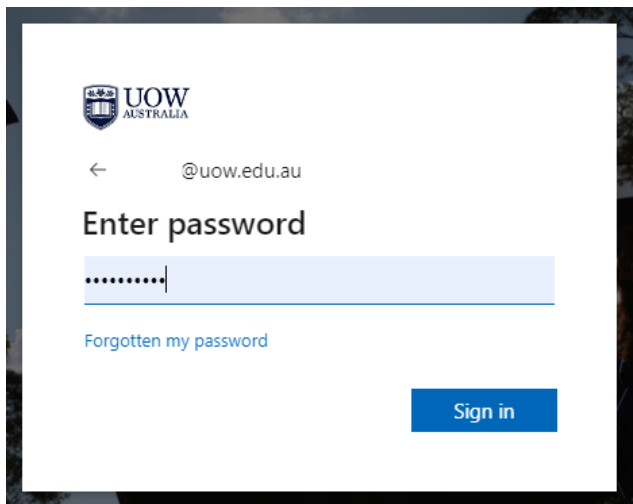 UOW
AUSTRALIA
@uow.edu.au
Enter password
••••••••••
Forgotten my password
Sign in